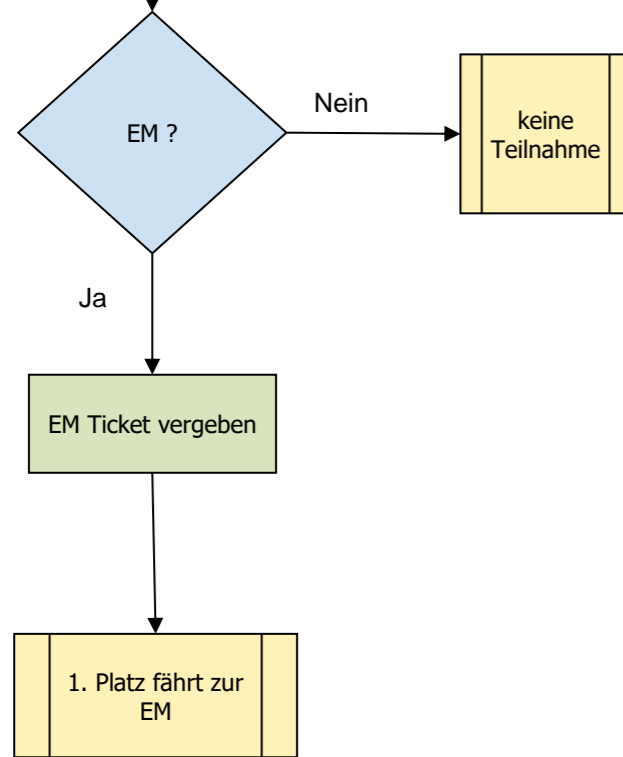 EM ?
Nein
keine
Teilnahme
Ja
EM Ticket vergeben
1. Platz fährt zur
EM